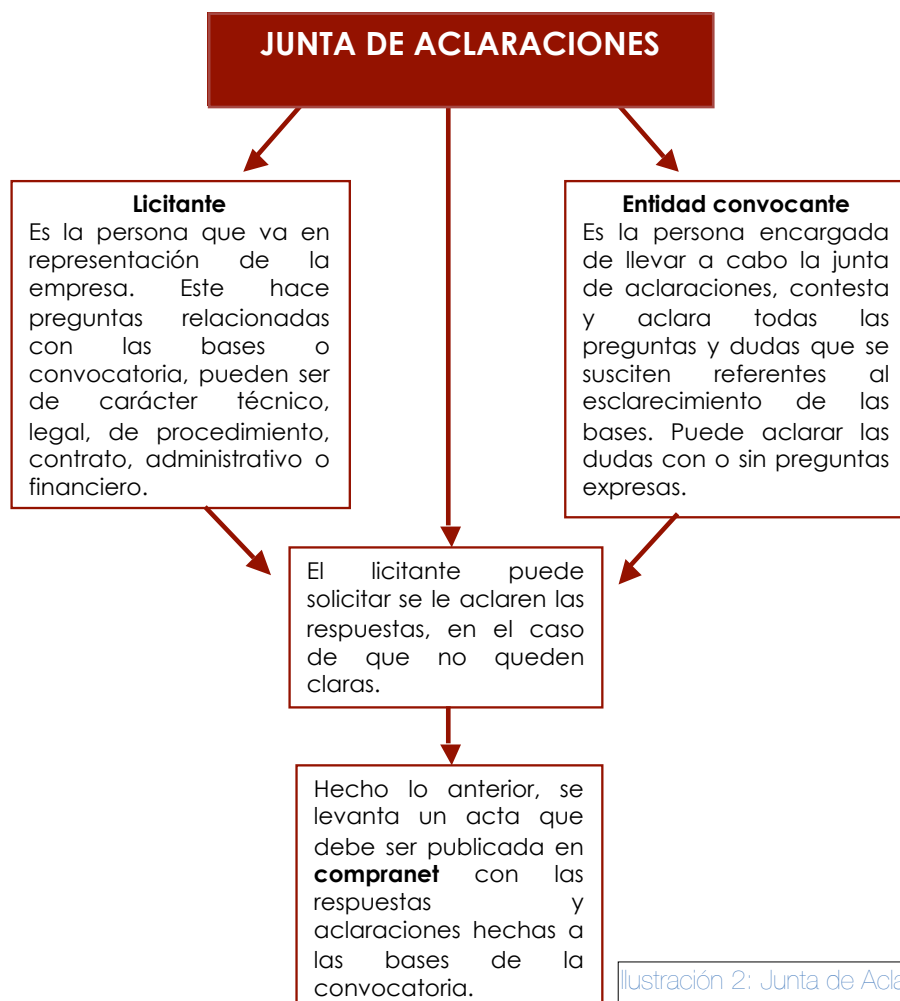 JUNTA DE ACLARACIONES
Licitante
Es la persona que va en
representación de la
empresa. Este hace
preguntas relacionadas
con las bases o
convocatoria, pueden ser
de carácter técnico,
legal, de procedimiento,
contrato, administrativo o
financiero.
Entidad convocante
Es la persona encargada
de llevar a cabo la junta
de aclaraciones, contesta
y aclara todas las
preguntas y dudas que se
susciten referentes al
esclarecimiento de las
bases. Puede aclarar las
dudas con o sin preguntas
expresas.
El licitante puede
solicitar se le aclaren las
respuestas, en el caso
de que no queden
claras.
Hecho lo anterior, se
levanta un acta que
debe ser publicada en
compranet con las
respuestas y
aclaraciones hechas a
las bases de la
convocatoria.
Ilustración 2: Junta de Acla